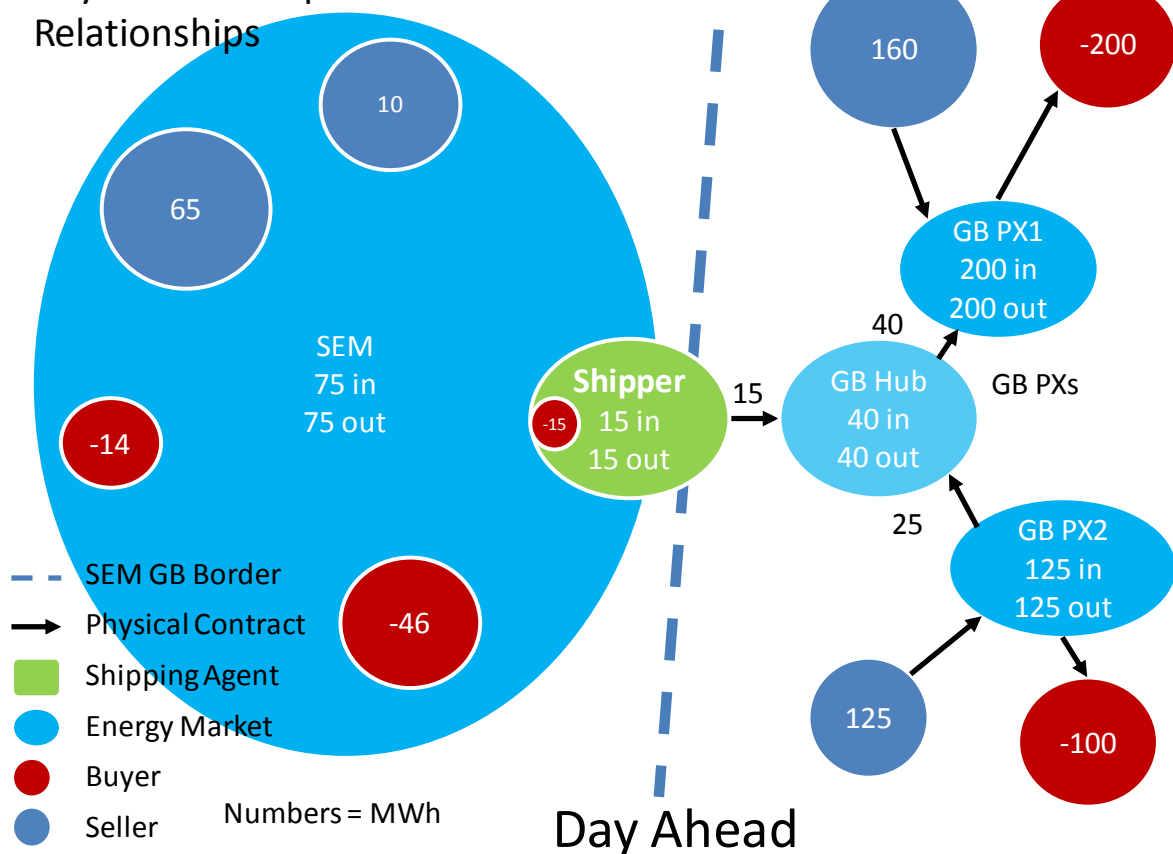 Relationships
10
65
SEM
75 in
75 out
-14
-46
Shipper
15 in
15 out
-15
15
160
-200
GB PX1
200 in
200 out
40
GB Hub
40 in
40 out
GB PXs
25
GB PX2
125 in
125 out
125
-100
SEM GB Border
Physical Contract
Shipping Agent
Energy Market
Buyer
Seller
Numbers = MWh
Day Ahead